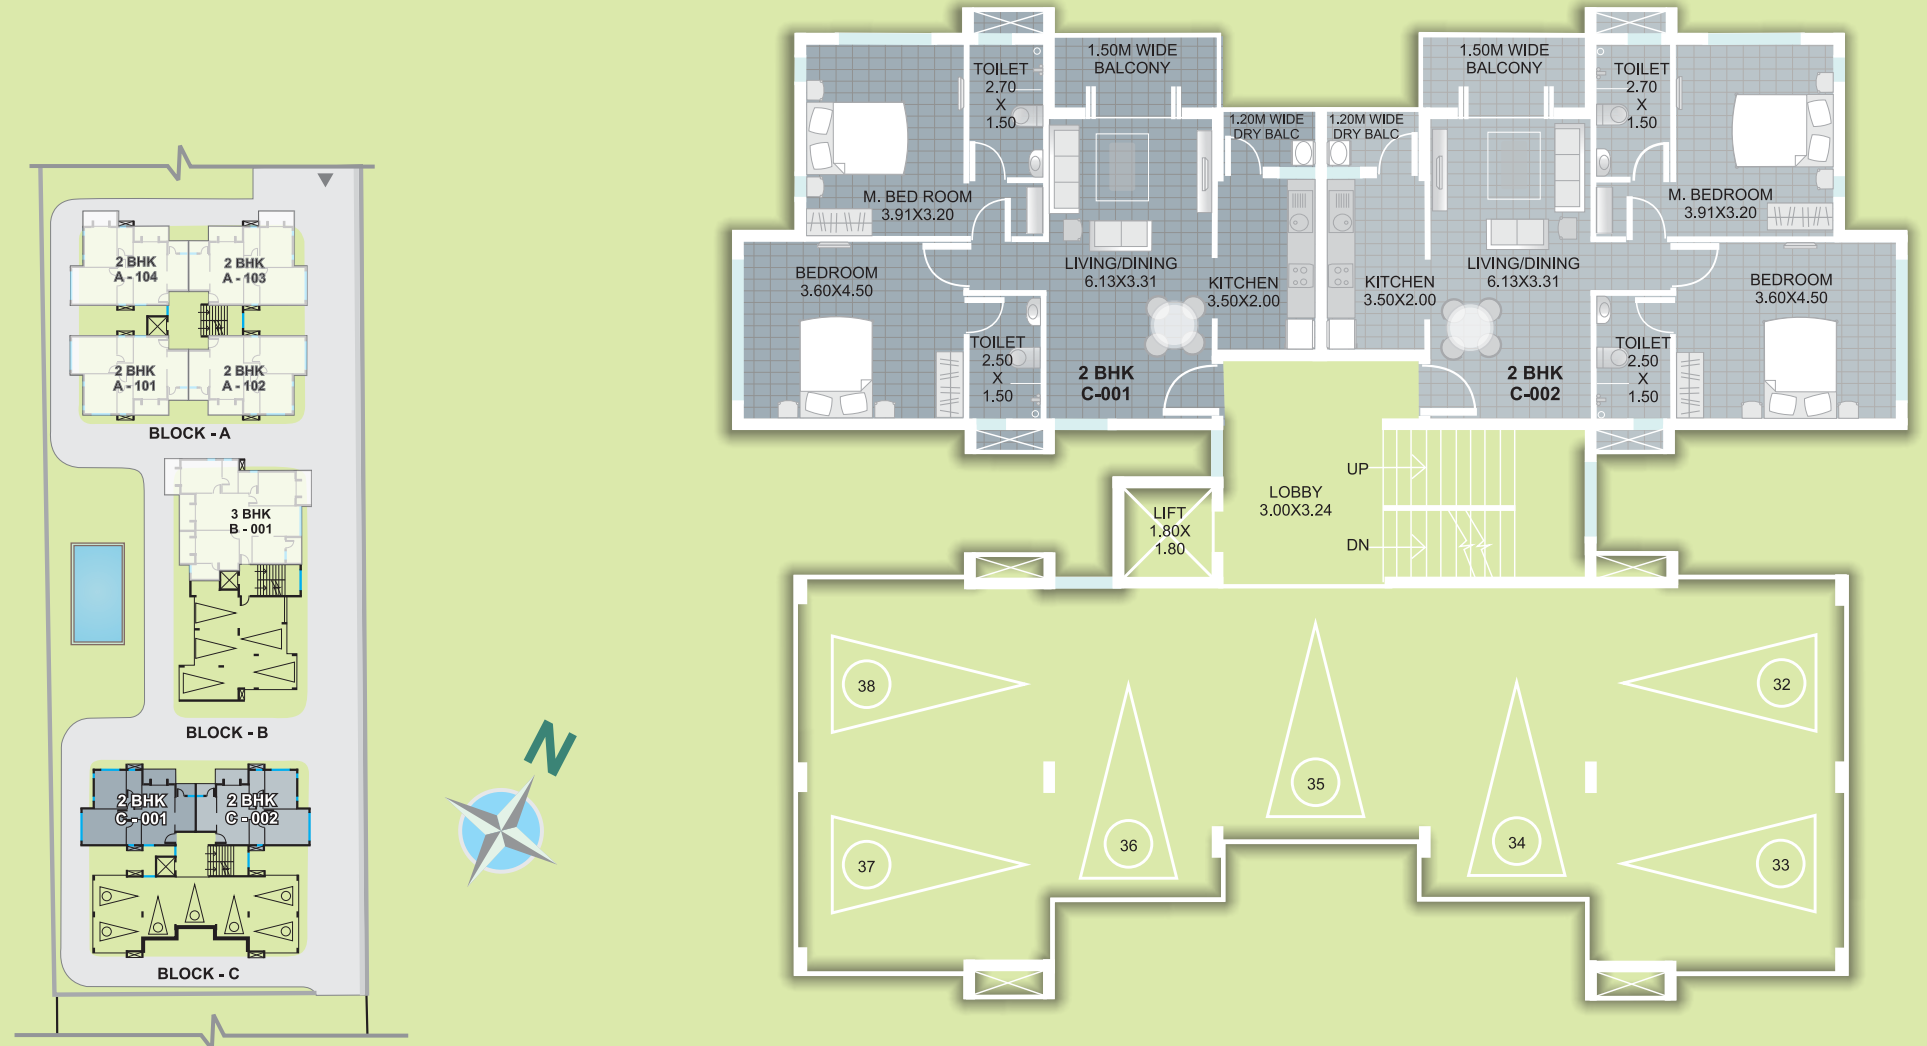 2 BHK
A - 104
2 BHK
A - 103
2 BHK
A - 101
2 BHK
A - 102
BLOCK - A
3 BHK
B - 001
BLOCK - B
2 BHK
C - 001
2 BHK
C - 002
BLOCK - C
N
TOILET
2.70
X
1.50
1.50M WIDE
BALCONY
1.20M WIDE
DRY BALC
M. BED ROOM
3.91X3.20
BEDROOM
3.60X4.50
LIVING/DINING
6.13X3.31
KITCHEN
3.50X2.00
TOILET
2.50
X
1.50
2 BHK
C-001
1.50M WIDE
BALCONY
TOILET
2.70
X
1.50
1.20M WIDE
DRY BALC
M. BEDROOM
3.91X3.20
KITCHEN
3.50X2.00
LIVING/DINING
6.13X3.31
BEDROOM
3.60X4.50
TOILET
2.50
X
1.50
2 BHK
C-002
LIFT
1.80X
1.80
LOBBY
3.00X3.24
UP
DN
38
37
36
35
34
32
33